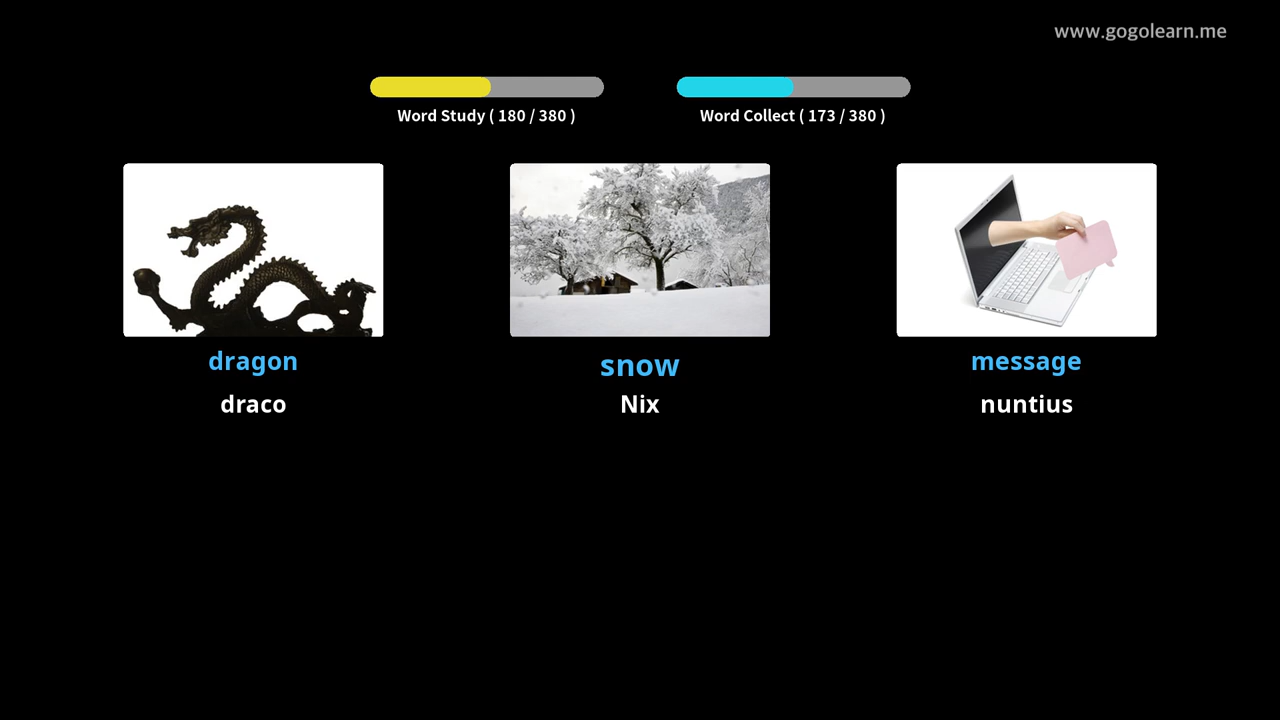 www.gogolearn.me
Word Study ( 180 / 380 )
Word Collect ( 173 / 380 )
dragon
draco
snow
Nix
message
nuntius